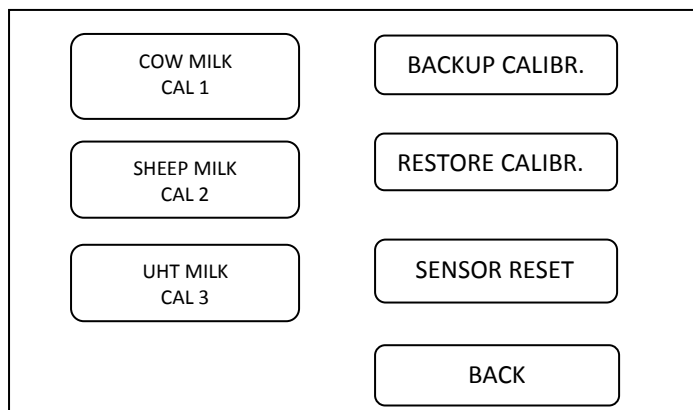 COW MILK
CAL 1
SHEEP MILK
CAL 2
UHT MILK
CAL 3
BACKUP CALIBR.
RESTORE CALIBR.
SENSOR RESET
BACK